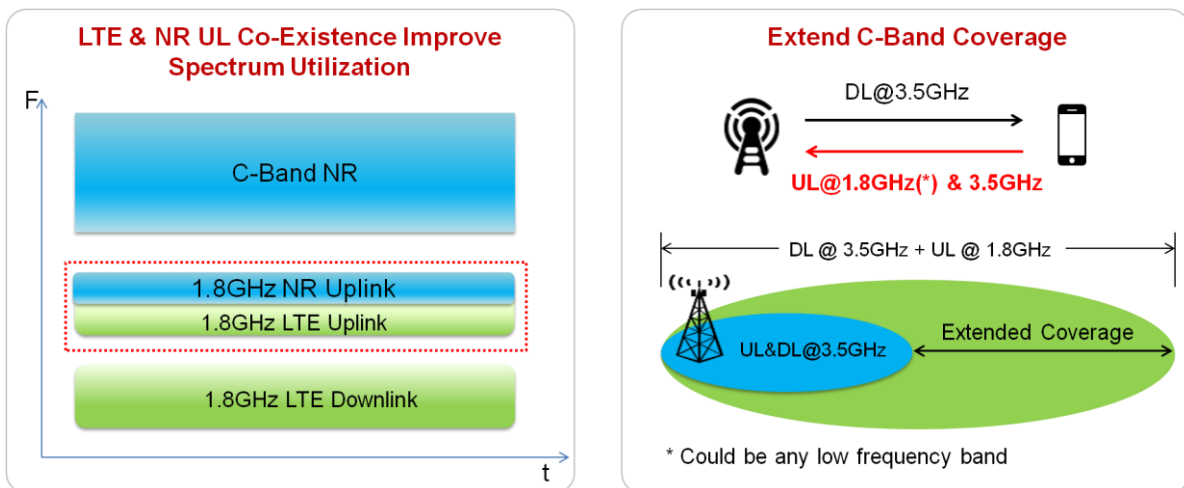 LTE & NR UL Co-Existence Improve
Spectrum Utilization
F
C-Band NR
1.8GHz NR Uplink
1.8GHz LTE Uplink
1.8GHz LTE Downlink
t
Extend C-Band Coverage
DL@3.5GHz
UL@1.8GHz(*) & 3.5GHz
DL @ 3.5GHz + UL @ 1.8GHz
UL&DL@3.5GHz
Extended Coverage
* Could be any low frequency band